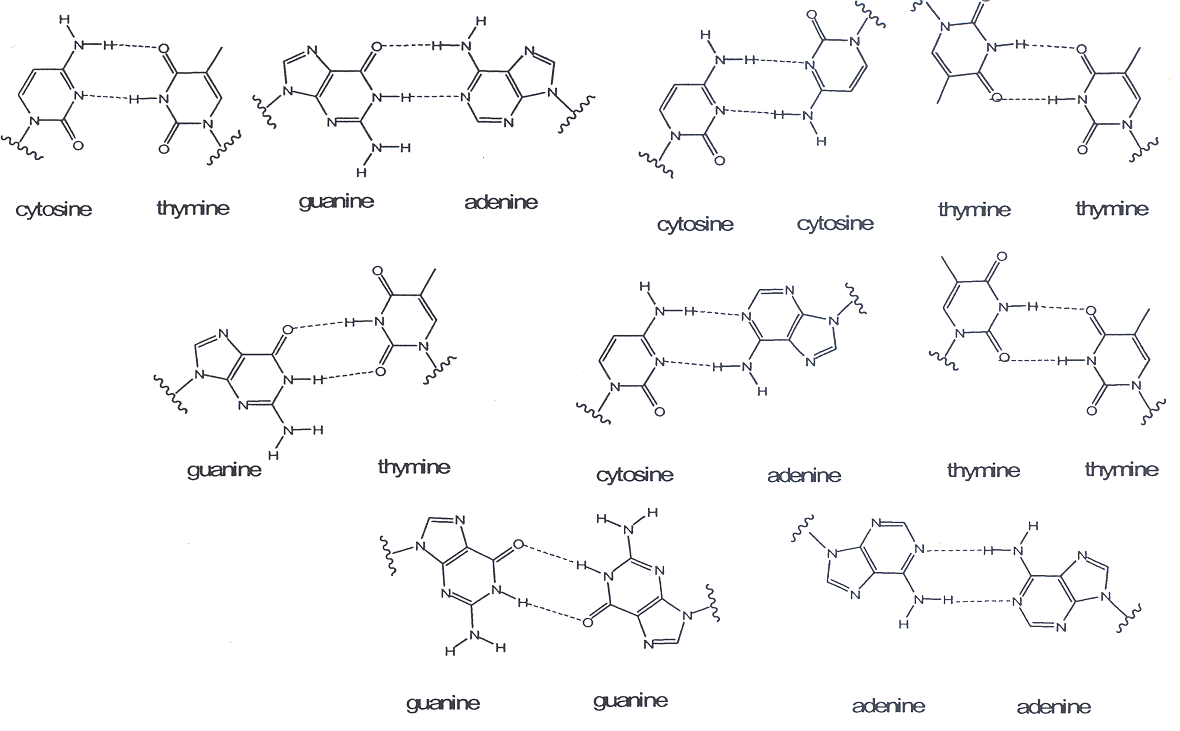 cytosine thymine
guanine adenine
cytosine cytosine
thymine thymine
guanine thymine
cytosine adenine
thymine thymine
guanine guanine
adenine adenine